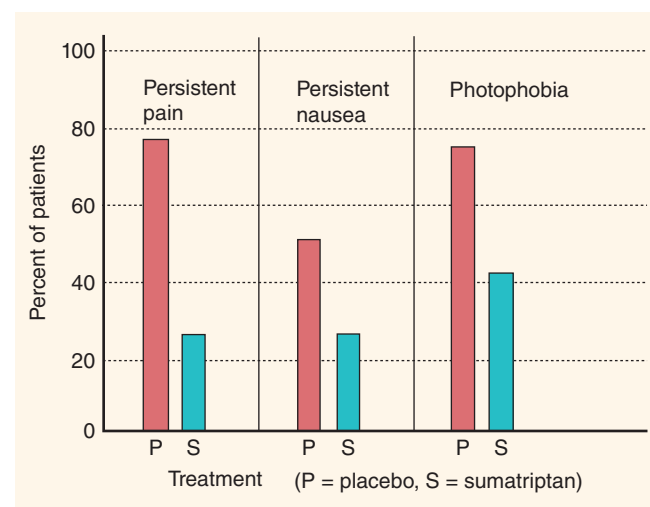 100
80
60
40
20
0
Percent of patients
Persistent
pain
Persistent
nausea
Photophobia
P S P S P S
Treatment (P = placebo, S = sumatriptan)